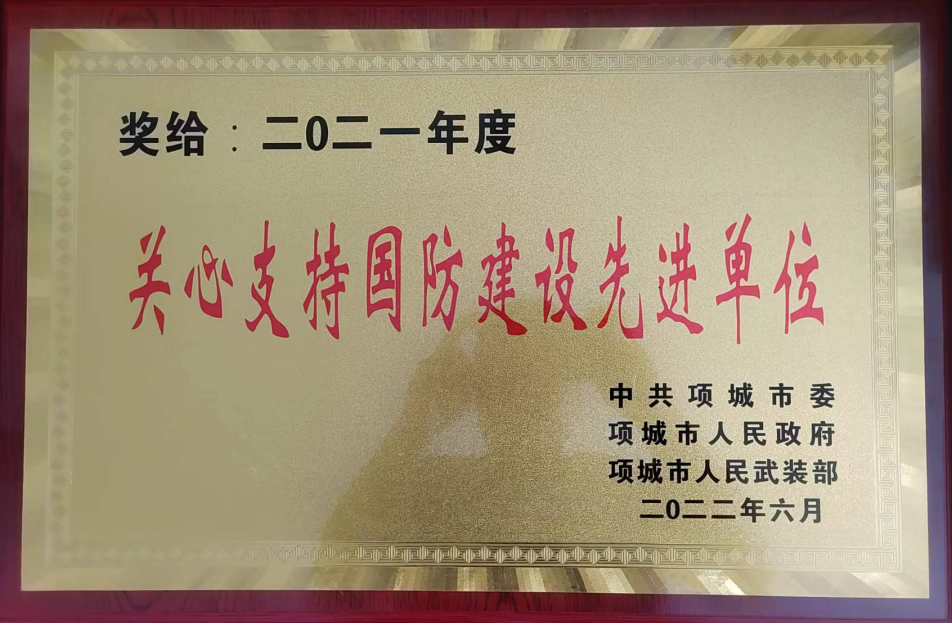 奖给：二〇二一年度
关心支持国防建设先进单位
中共项城市委
项城市人民政府
项城市人民武装部
二〇二二年六月